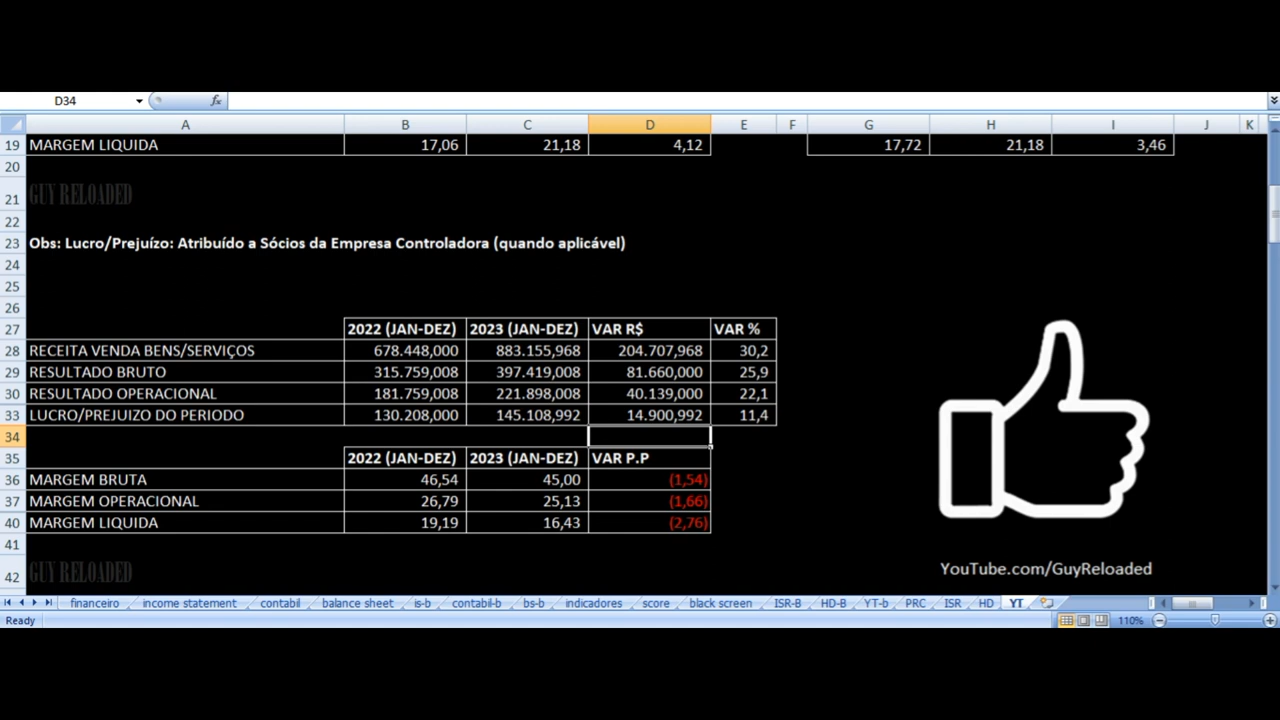 D34
fx
A B C D E F G H I J K
19 MARGEM LIQUIDA 17,06 21,18 4,12 17,72 21,18 3,46
20
21 GUY RELOADED
22
23 Obs: Lucro/Prejuízo: Atribuído a Sócios da Empresa Controladora (quando aplicável)
24
25
26
27 2022 (JAN-DEZ) 2023 (JAN-DEZ) VAR R$ VAR %
28 RECEITA VENDA BENS/SERVIÇOS 678.448,000 883.155,968 204.707,968 30,2
29 RESULTADO BRUTO 315.759,008 397.419,008 81.660,000 25,9
30 RESULTADO OPERACIONAL 181.759,008 221.898,008 40.139,000 22,1
33 LUCRO/PREJUIZO DO PERIODO 130.208,000 145.108,992 14.900,992 11,4
34
35 2022 (JAN-DEZ) 2023 (JAN-DEZ) VAR P.P
36 MARGEM BRUTA 46,54 45,00 (1,54)
37 MARGEM OPERACIONAL 26,79 25,13 (1,66)
40 MARGEM LIQUIDA 19,19 16,43 (2,76)
41
42 GUY RELOADED
YouTube.com/GuyReloaded
financeiro income statement contabil balance sheet is-b contabil-b bs-b indicadores score black screen ISR-B HD-B YT-b PRC ISR HD YT
Ready 110%